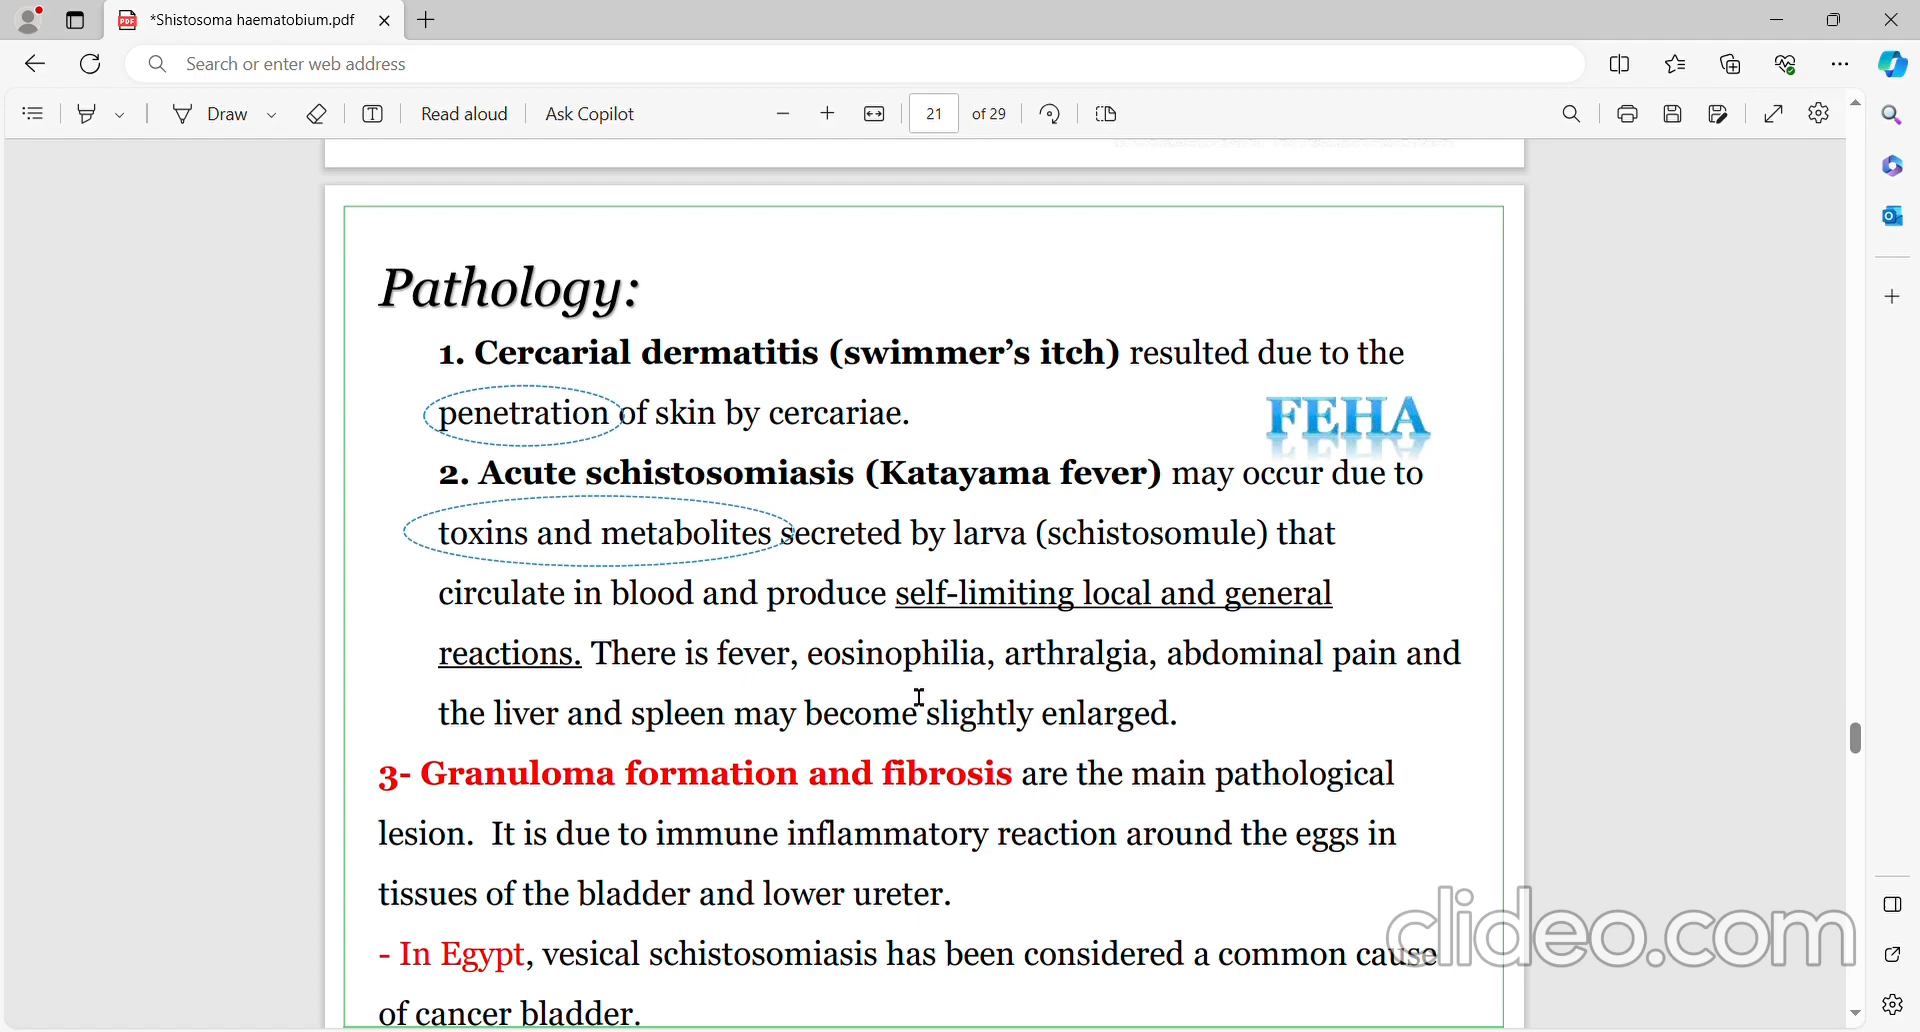 *Shistosoma haematobium.pdf
Search or enter web address
Draw
Read aloud
Ask Copilot
21
of 29
Pathology:
1. Cercarial dermatitis (swimmer's itch) resulted due to the
penetration of skin by cercariae.
FEHA
2. Acute schistosomiasis (Katayama fever) may occur due to
toxins and metabolites secreted by larva (schistosomule) that
circulate in blood and produce self-limiting local and general
reactions. There is fever, eosinophilia, arthralgia, abdominal pain and
the liver and spleen may become slightly enlarged.
3- Granuloma formation and fibrosis are the main pathological
lesion. It is due to immune inflammatory reaction around the eggs in
tissues of the bladder and lower ureter.
- In Egypt, vesical schistosomiasis has been considered a common cause
of cancer bladder.
clideo.com